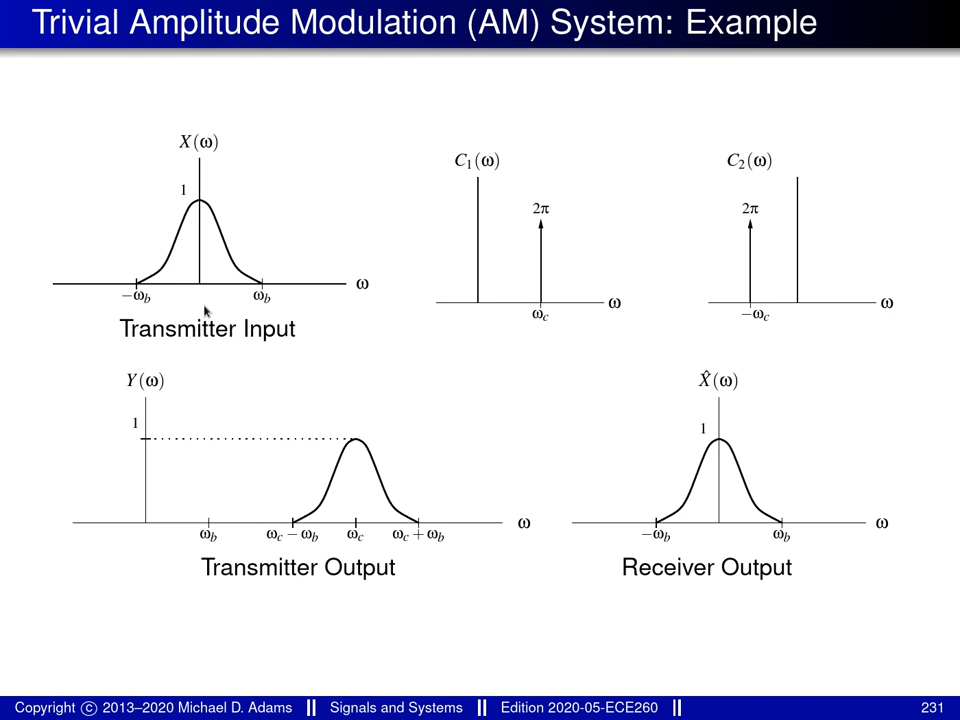 Trivial Amplitude Modulation (AM) System: Example
X(ω)
1
−ω_b
ω_b
ω
Transmitter Input
C₁(ω)
2π
ω_c
ω
C₂(ω)
2π
−ω_c
ω
Y(ω)
1
ω_b
ω_c − ω_b
ω_c
ω_c + ω_b
ω
Transmitter Output
X̂(ω)
1
−ω_b
ω_b
ω
Receiver Output
Copyright © 2013–2020 Michael D. Adams Signals and Systems Edition 2020-05-ECE260 231